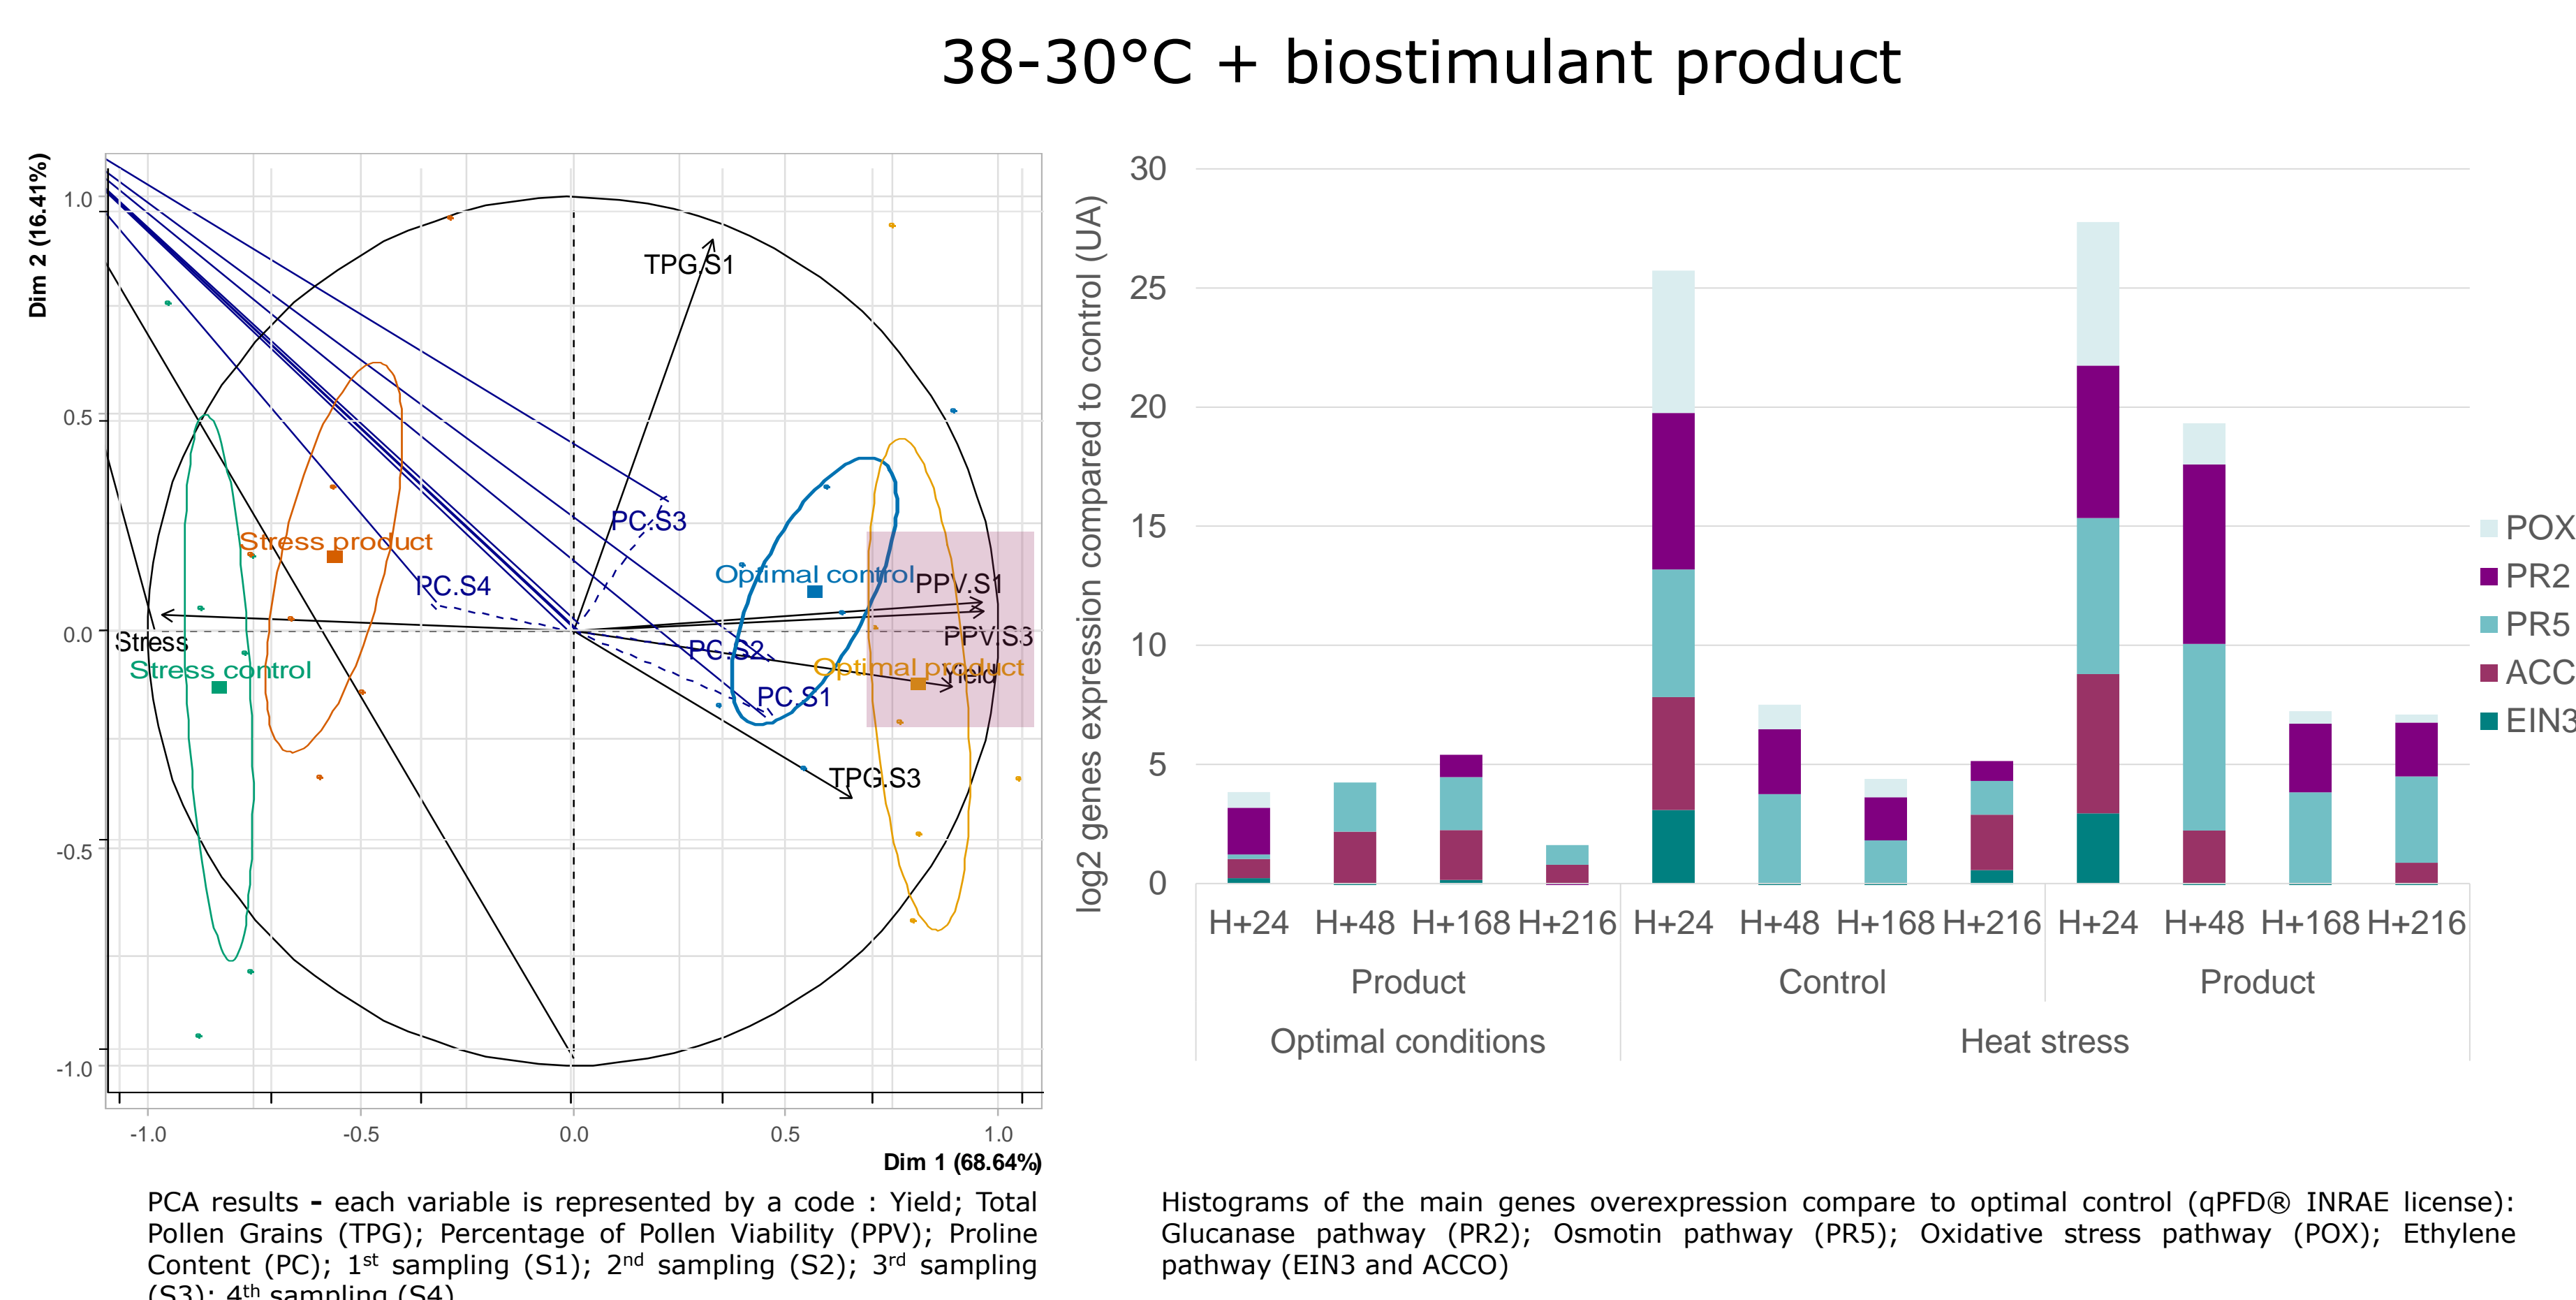 38-30°C + biostimulant product
Dim 2 (16.41%)
1.0
0.5
0.0
-0.5
-1.0
TPG.S1
PC.S3
Stress product
PC.S4
Optimal control
PPV.S1
PPV.S3
Stress
PC.S2
Stress control
Optimal product
Yield
PC.S1
TPG.S3
-1.0
-0.5
0.0
0.5
1.0
Dim 1 (68.64%)
PCA results - each variable is represented by a code : Yield; Total
Pollen Grains (TPG); Percentage of Pollen Viability (PPV); Proline
Content (PC); 1st sampling (S1); 2nd sampling (S2); 3rd sampling
(S3); 4th sampling (S4)
log2 genes expression compared to control (UA)
30
25
20
15
10
5
0
H+24 H+48 H+168 H+216 H+24 H+48 H+168 H+216 H+24 H+48 H+168 H+216
Product Control Product
Optimal conditions Heat stress
POX
PR2
PR5
ACC
EIN3
Histograms of the main genes overexpression compare to optimal control (qPFD® INRAE license):
Glucanase pathway (PR2); Osmotin pathway (PR5); Oxidative stress pathway (POX); Ethylene
pathway (EIN3 and ACCO)